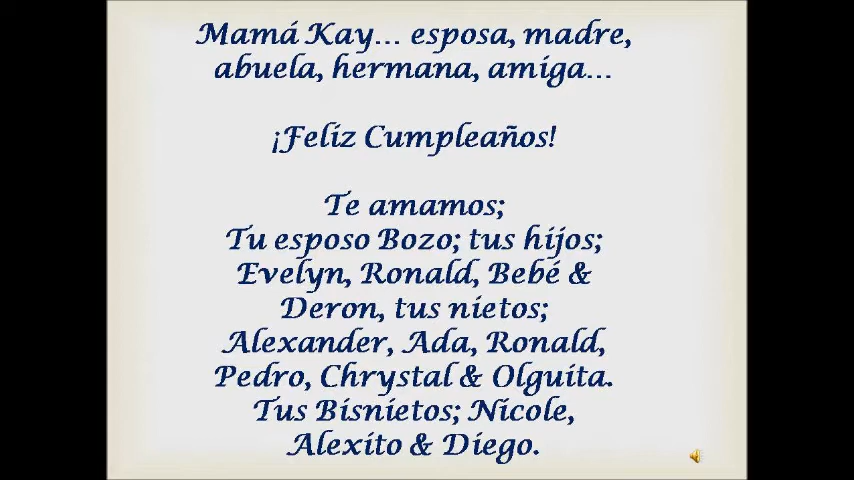 Mamá Kay... esposa, madre,
abuela, hermana, amiga...
¡Feliz Cumpleaños!
Te amamos;
Tu esposo Bozo; tus hijos;
Evelyn, Ronald, Bebé &
Deron, tus nietos;
Alexander, Ada, Ronald,
Pedro, Chrystal & Olguita.
Tus Bisnietos; Nicole,
Alexito & Diego.